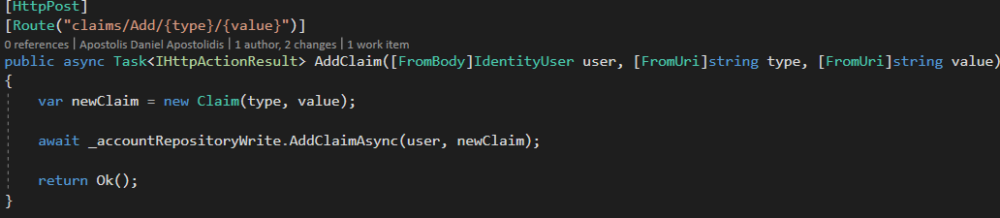 [HttpPost]
[Route("claims/Add/{type}/{value}")]
0 references | Apostolis Daniel Apostolidis | 1 author, 2 changes | 1 work item
public async Task<IHttpActionResult> AddClaim([FromBody]IdentityUser user, [FromUri]string type, [FromUri]string value)
{
    var newClaim = new Claim(type, value);
    await _accountRepositoryWrite.AddClaimAsync(user, newClaim);
    return Ok();
}